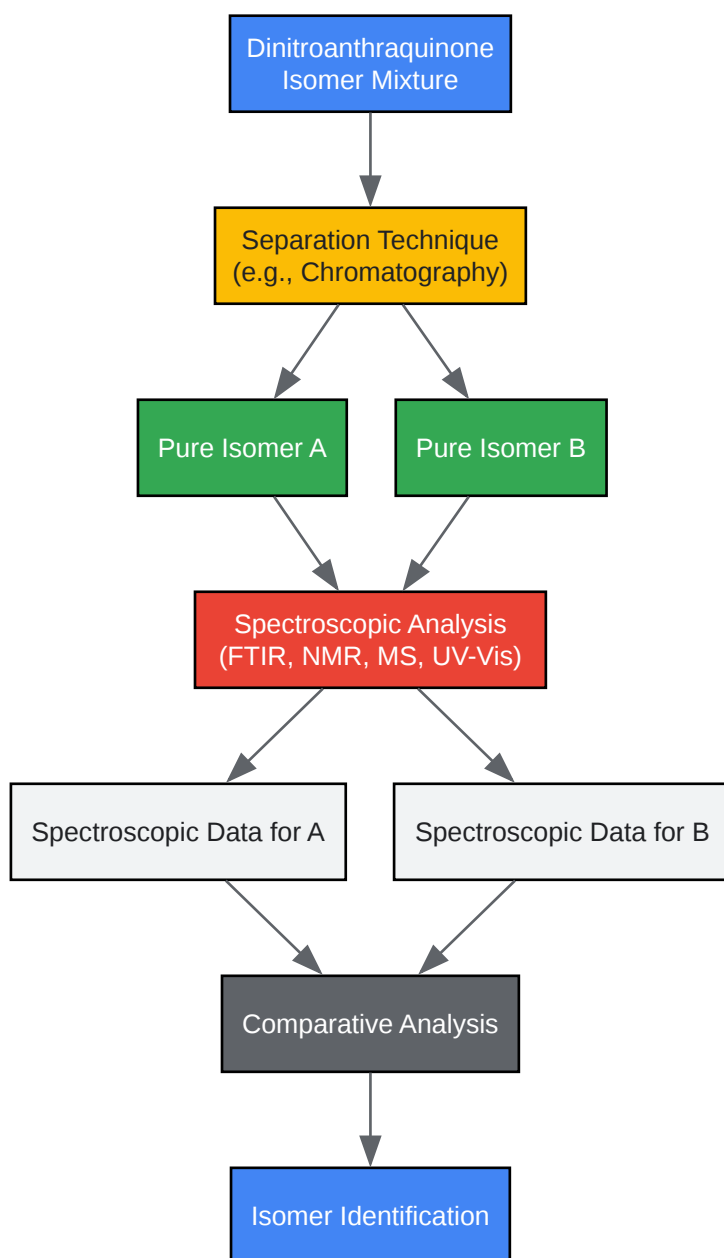 Dinitroanthraquinone
Isomer Mixture
Separation Technique
(e.g., Chromatography)
Pure Isomer A
Pure Isomer B
Spectroscopic Analysis
(FTIR, NMR, MS, UV-Vis)
Spectroscopic Data for A
Spectroscopic Data for B
Comparative Analysis
Isomer Identification